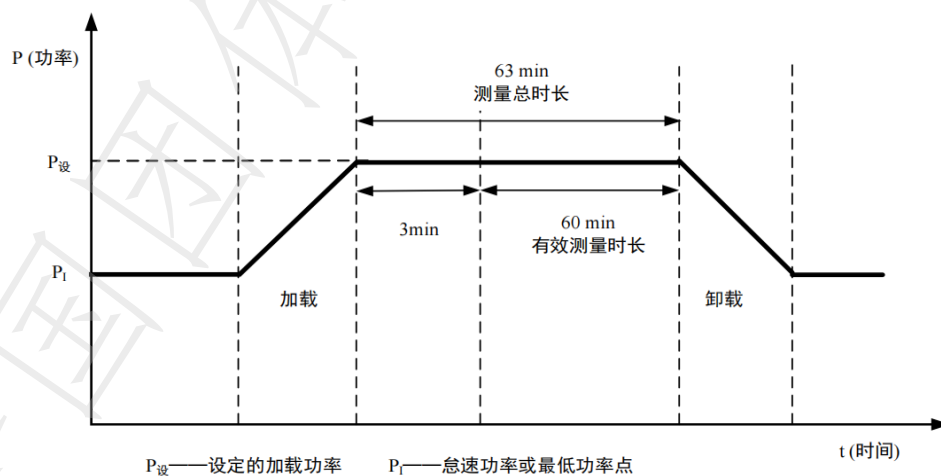 P (功率)
63 min
测量总时长
P设
3min
60 min
有效测量时长
PI
加载
卸载
t (时间)
P设——设定的加载功率 PI——怠速功率或最低功率点